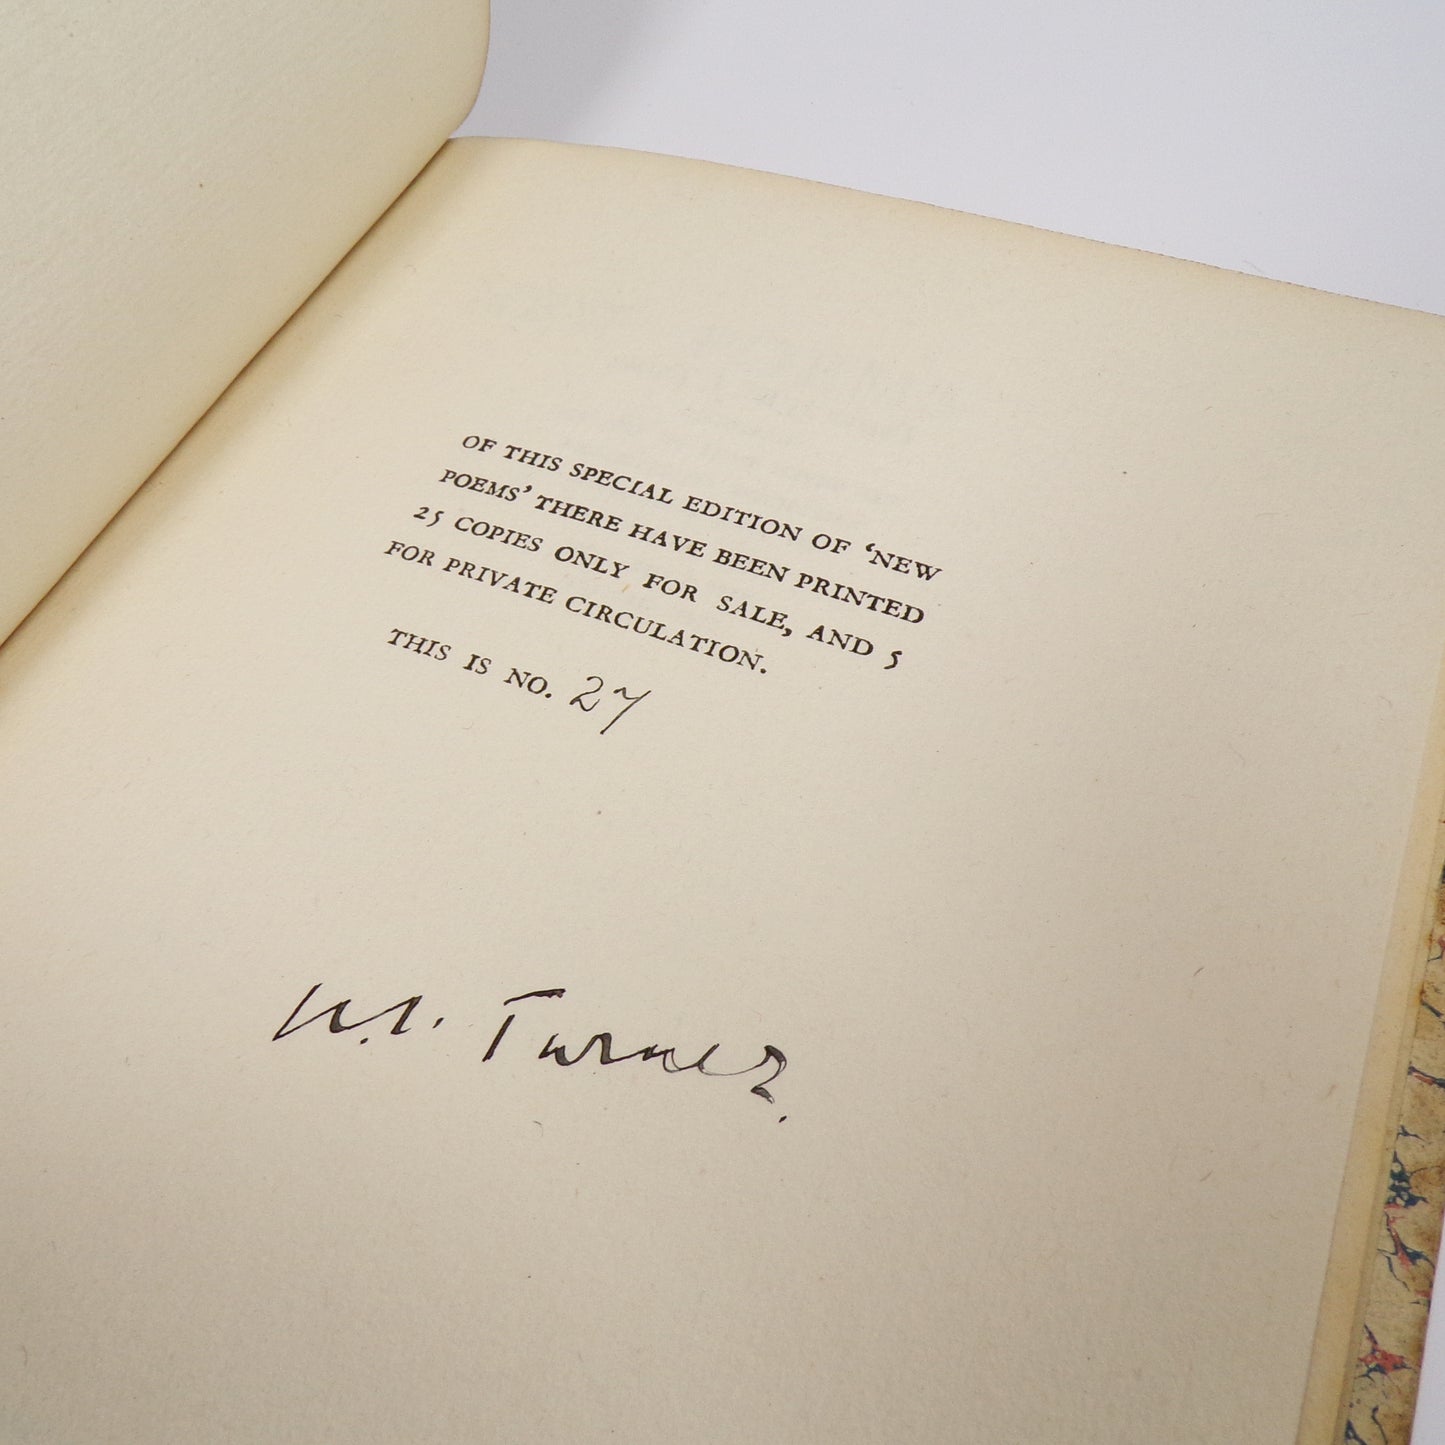 OF THIS SPECIAL EDITION OF ‘NEW
POEMS’ THERE HAVE BEEN PRINTED
25 COPIES ONLY FOR SALE, AND 5
FOR PRIVATE CIRCULATION.
THIS IS NO. 27
W.J. Turner.